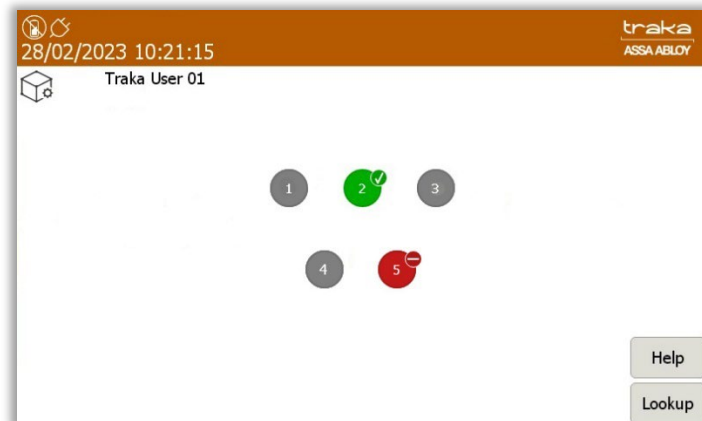 traka
28/02/2023 10:21:15
ASSA ABLOY
Traka User 01
1 2 3
4 5
Help
Lookup